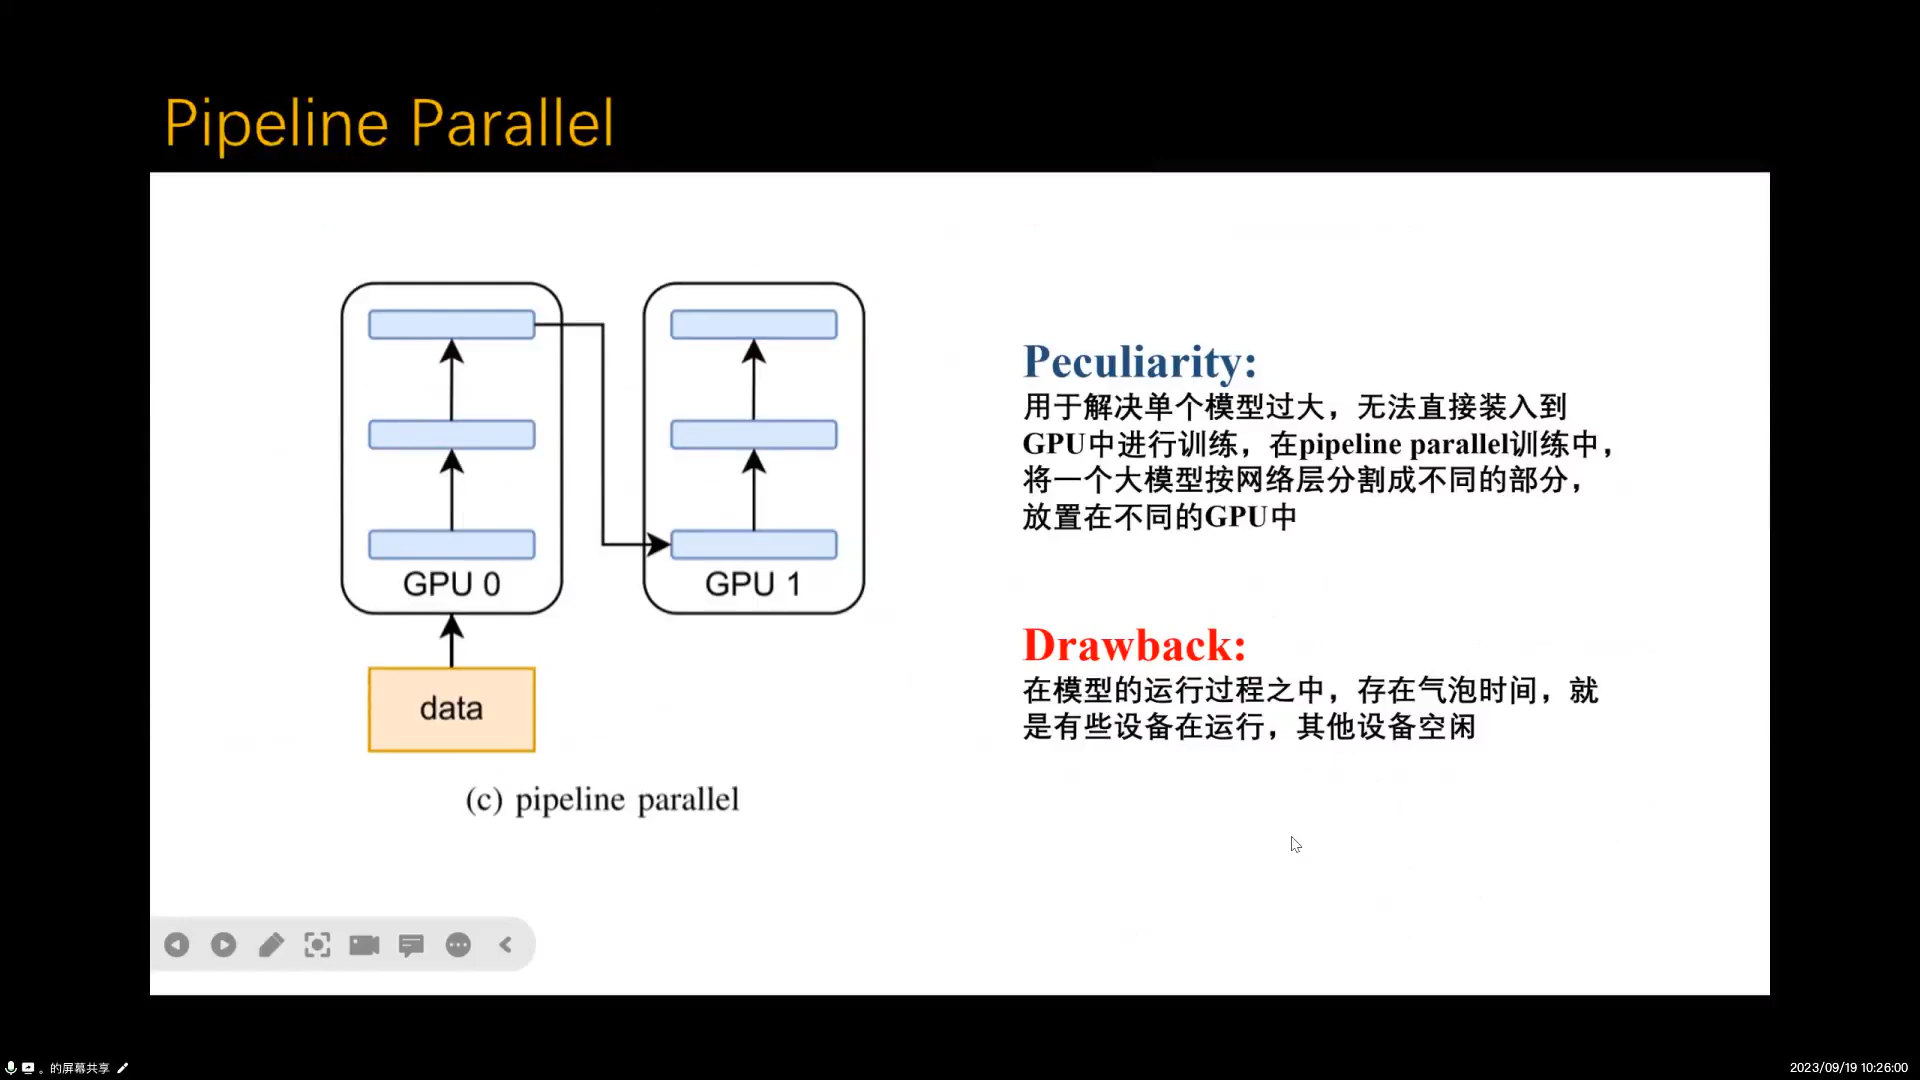 Pipeline Parallel
GPU 0
GPU 1
data
(c) pipeline parallel
Peculiarity:
用于解决单个模型过大，无法直接装入到
GPU中进行训练，在pipeline parallel训练中，
将一个大模型按网络层分割成不同的部分，
放置在不同的GPU中
Drawback:
在模型的运行过程之中，存在气泡时间，就
是有些设备在运行，其他设备空闲
。的屏幕共享
2023/09/19 10:26:00